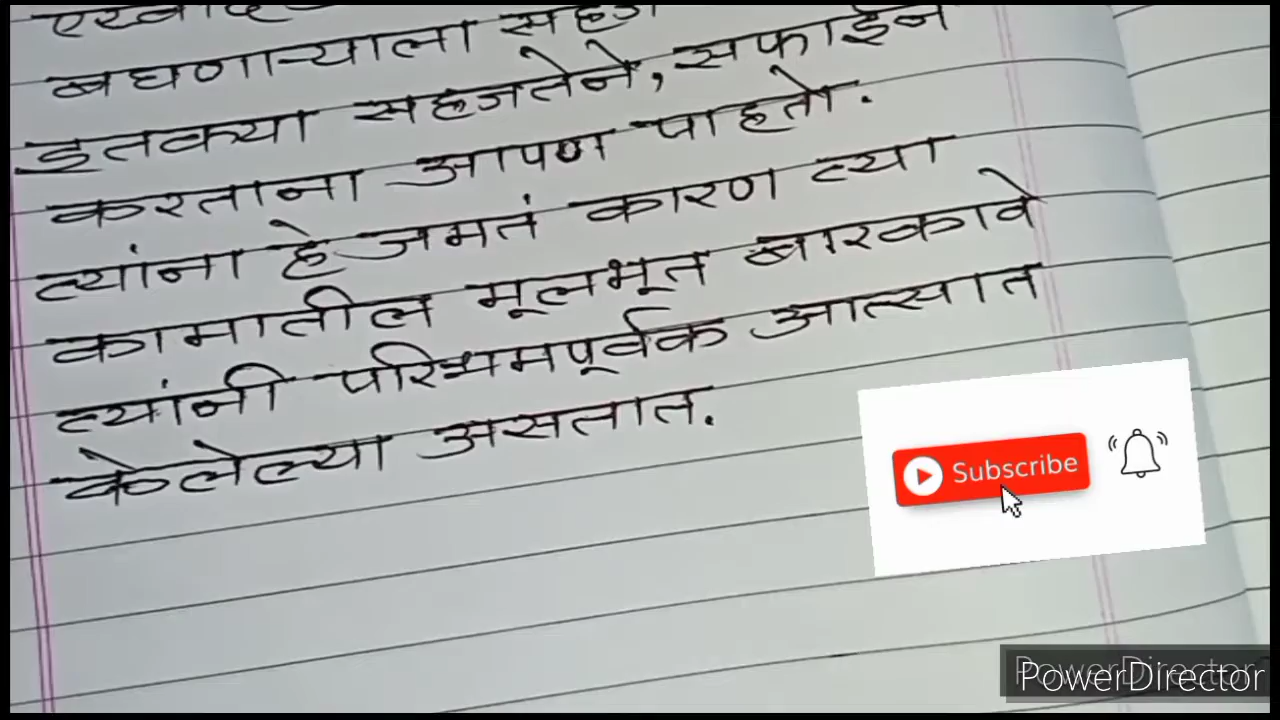 बघणाऱ्याला सहज
इतक्या सहजतेने, सफाईने
करताना आपण पाहतो.
त्यांना हे जमतं कारण त्या
कामातील मूलभूत बारकावे
त्यांनी परिश्रमपूर्वक आत्सात
केलेल्या असतात.
Subscribe
PowerDirector